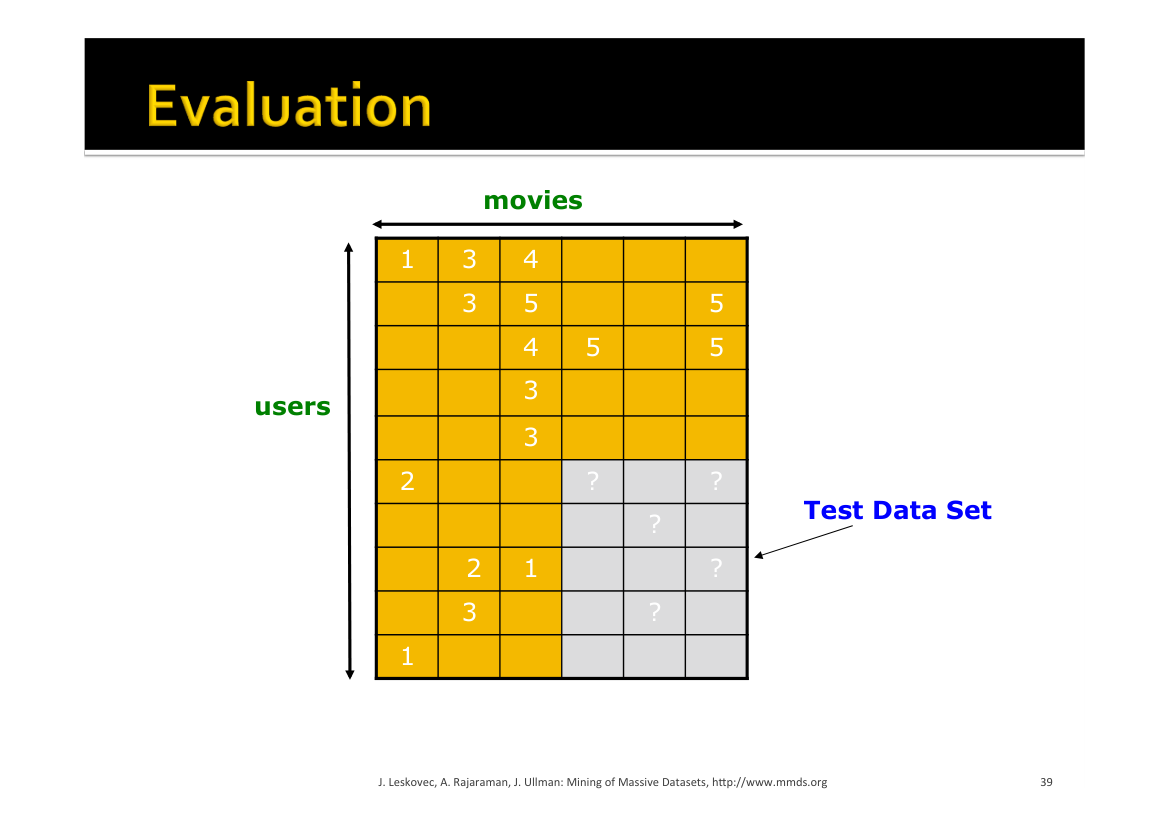 Evaluation
movies
1 3 4
3 5 5
4 5 5
users
3
3
2 ? ?
Test Data Set
?
2 1 ?
3 ?
1
J. Leskovec, A. Rajaraman, J. Ullman: Mining of Massive Datasets, http://www.mmds.org
39